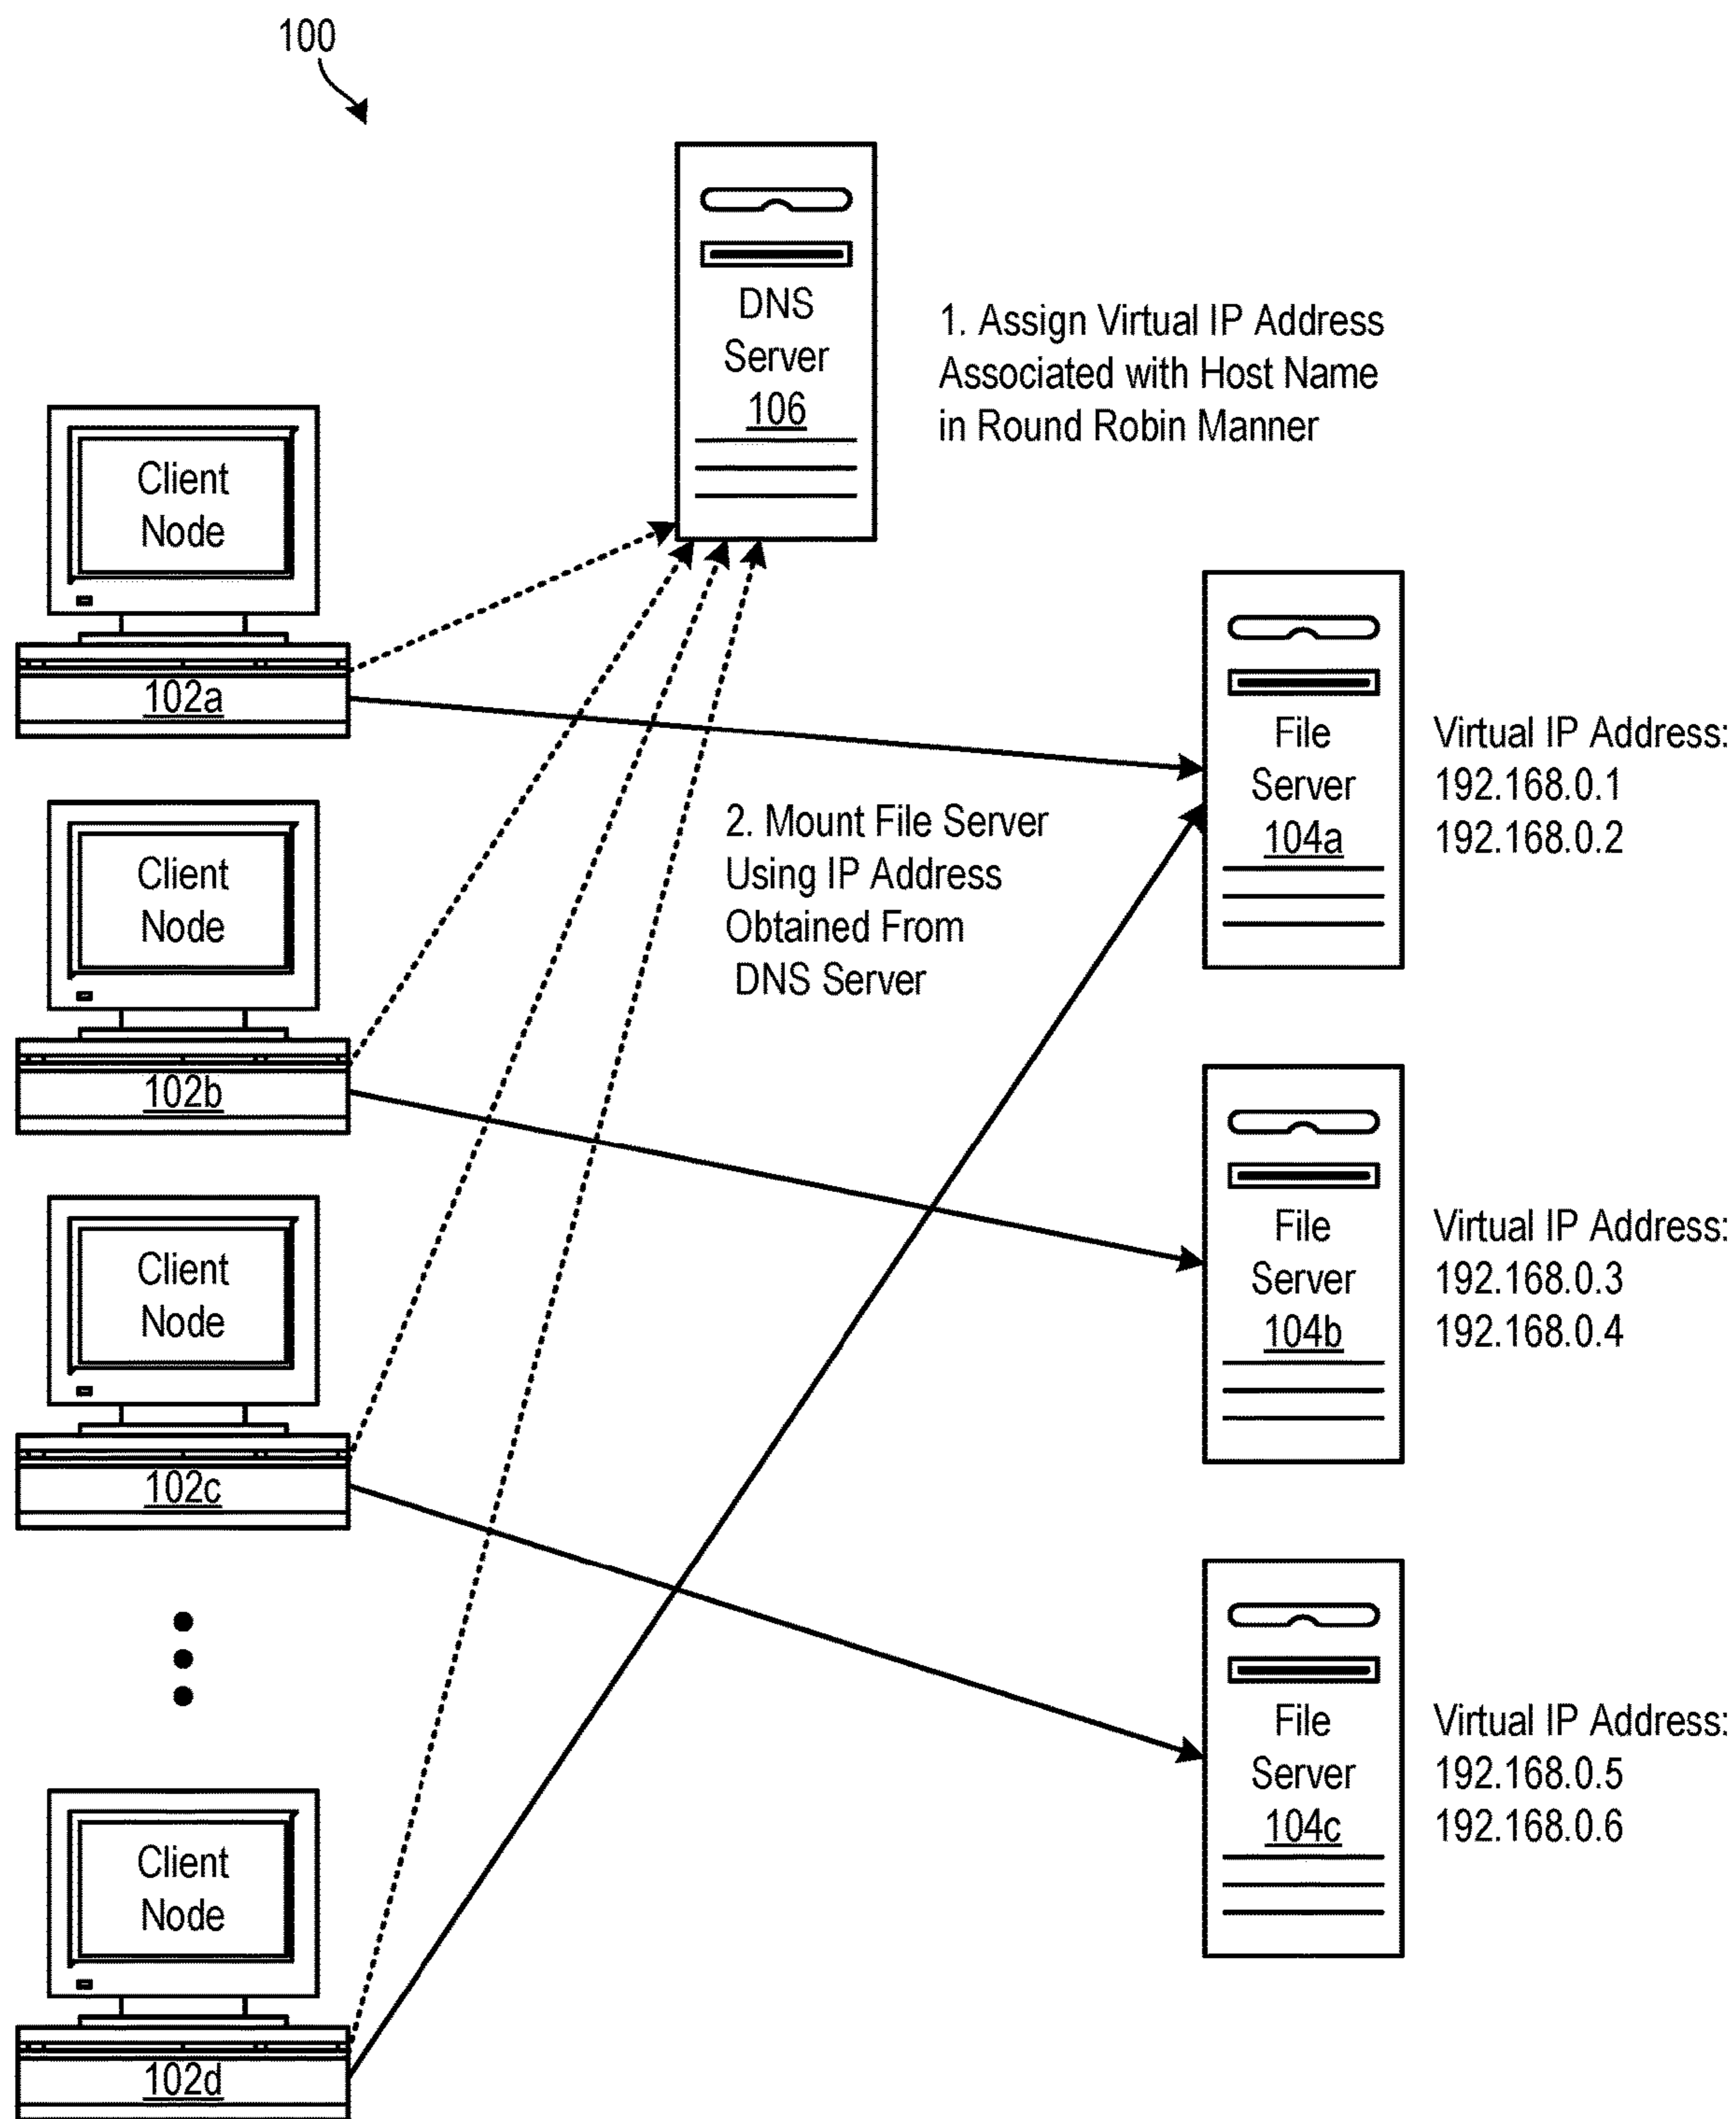 100
DNS
Server
106
1. Assign Virtual IP Address
Associated with Host Name
in Round Robin Manner
Client
Node
102a
File
Server
104a
Virtual IP Address:
192.168.0.1
192.168.0.2
2. Mount File Server
Using IP Address
Obtained From
DNS Server
Client
Node
102b
File
Server
104b
Virtual IP Address:
192.168.0.3
192.168.0.4
Client
Node
102c
File
Server
104c
Virtual IP Address:
192.168.0.5
192.168.0.6
Client
Node
102d